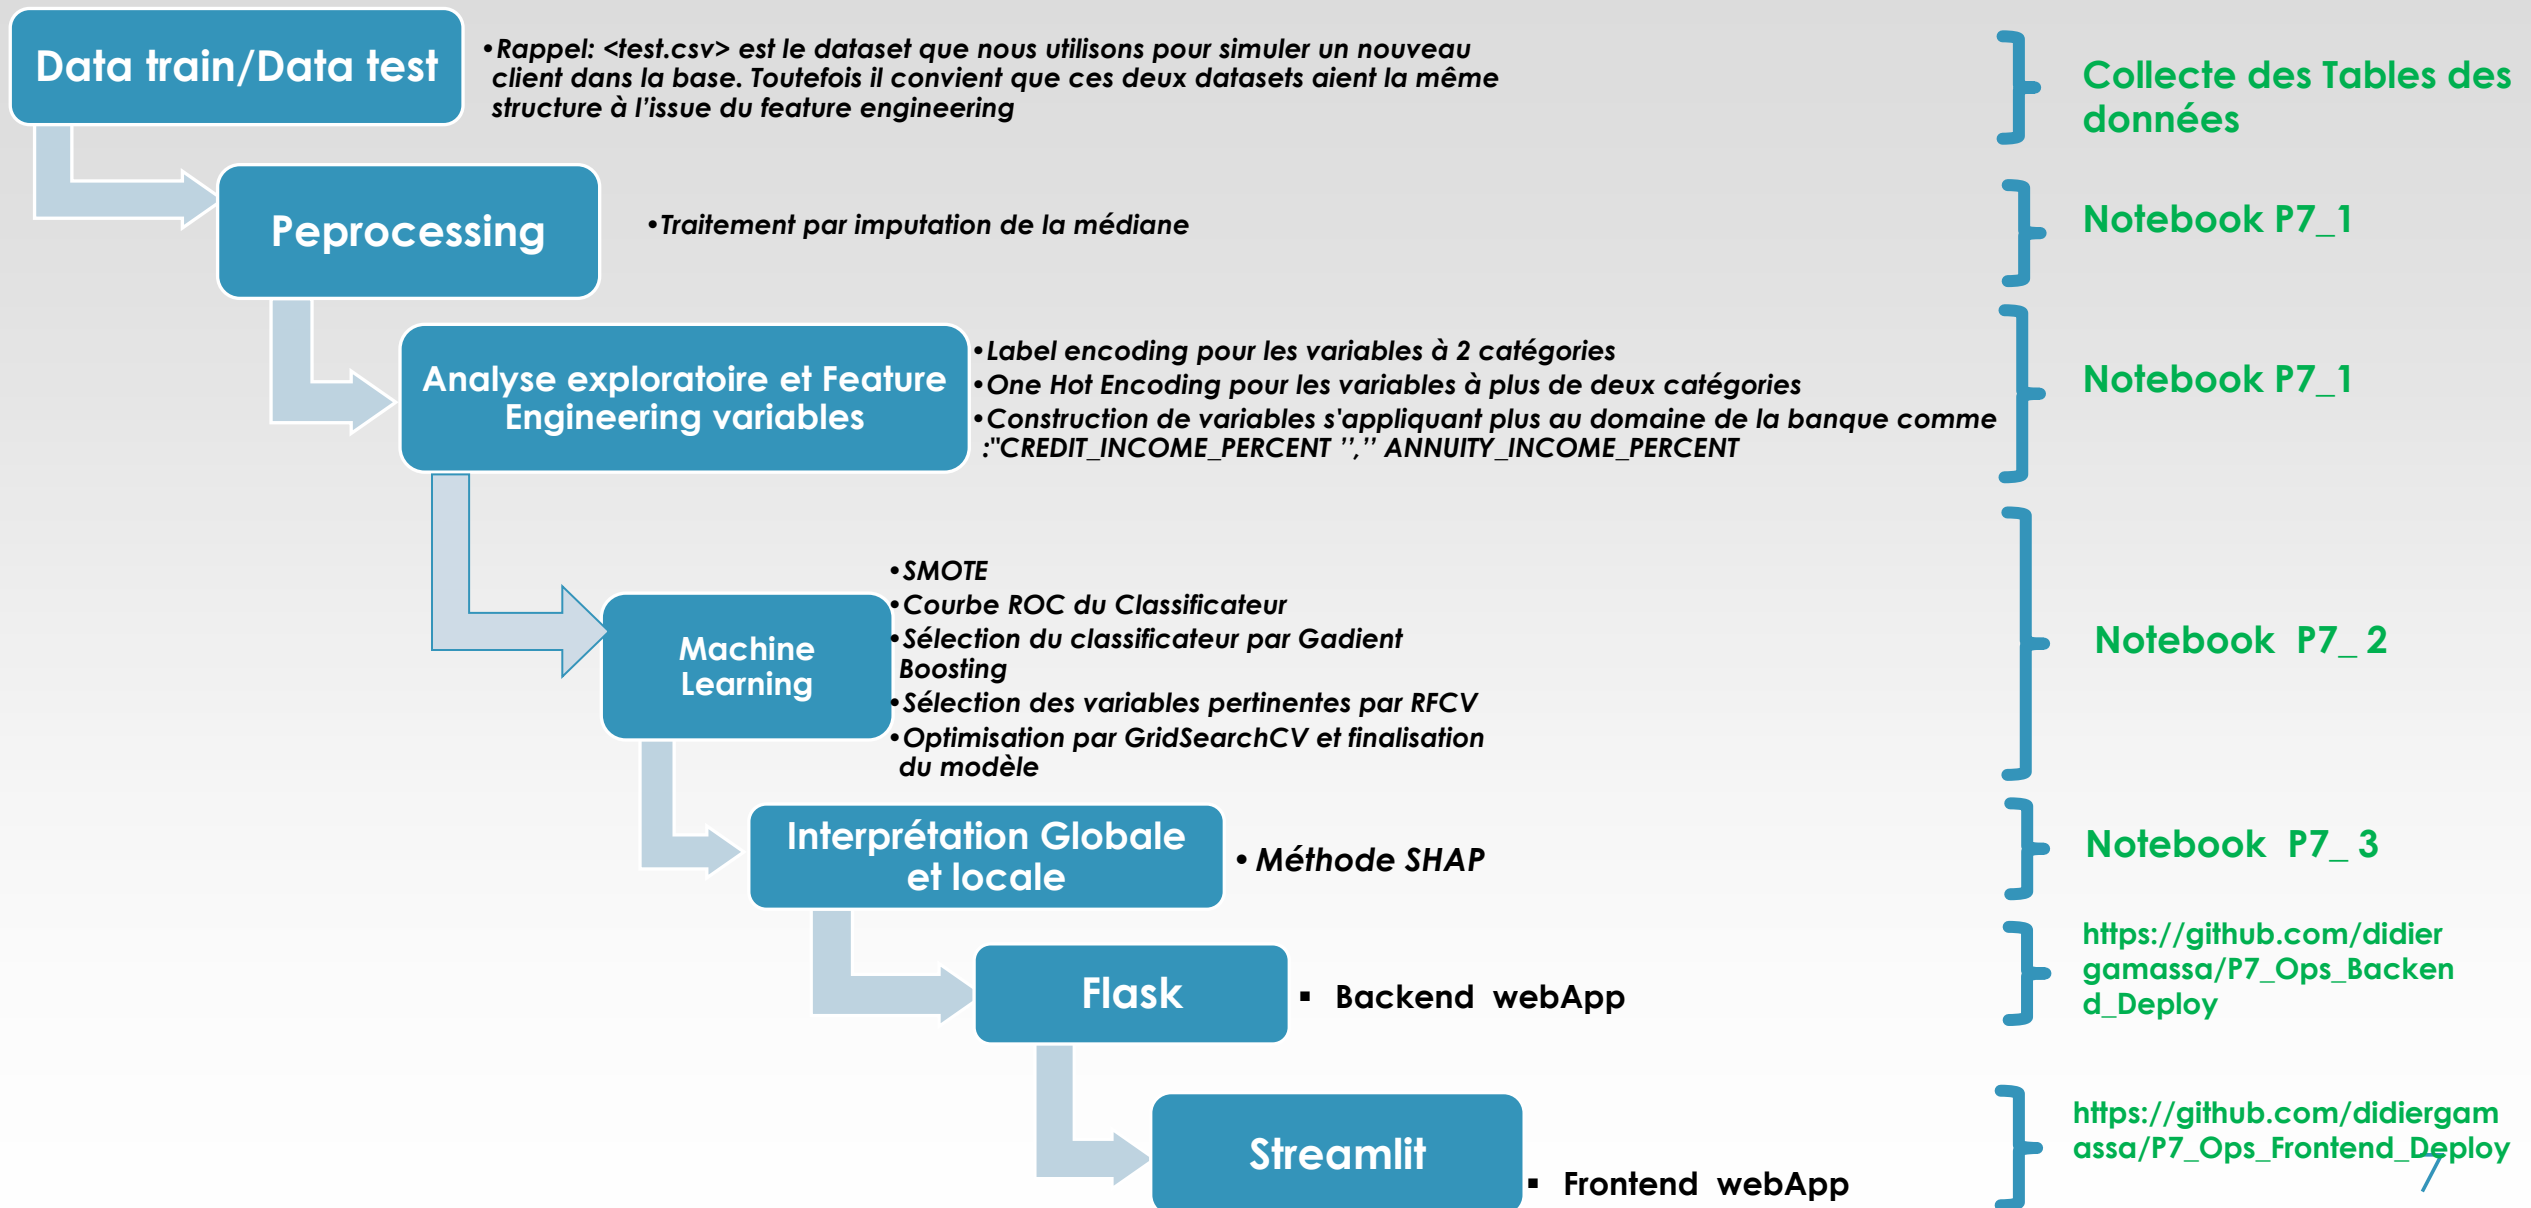 Data train/Data test
•Rappel: <test.csv> est le dataset que nous utilisons pour simuler un nouveau
client dans la base. Toutefois il convient que ces deux datasets aient la même
structure à l’issue du feature engineering
Collecte des Tables des
données
Peprocessing
•Traitement par imputation de la médiane
Notebook P7_1
Analyse exploratoire et Feature
Engineering variables
•Label encoding pour les variables à 2 catégories
•One Hot Encoding pour les variables à plus de deux catégories
•Construction de variables s'appliquant plus au domaine de la banque comme
:"CREDIT_INCOME_PERCENT ’’,’’ ANNUITY_INCOME_PERCENT
Notebook P7_1
Machine
Learning
•SMOTE
•Courbe ROC du Classificateur
•Sélection du classificateur par Gadient
Boosting
•Sélection des variables pertinentes par RFCV
•Optimisation par GridSearchCV et finalisation
du modèle
Notebook P7_ 2
Interprétation Globale
et locale
•Méthode SHAP
Notebook P7_ 3
Flask
▪ Backend webApp
https://github.com/didier
gamassa/P7_Ops_Backen
d_Deploy
Streamlit
▪ Frontend webApp
https://github.com/didiergam
assa/P7_Ops_Frontend_Deploy
7